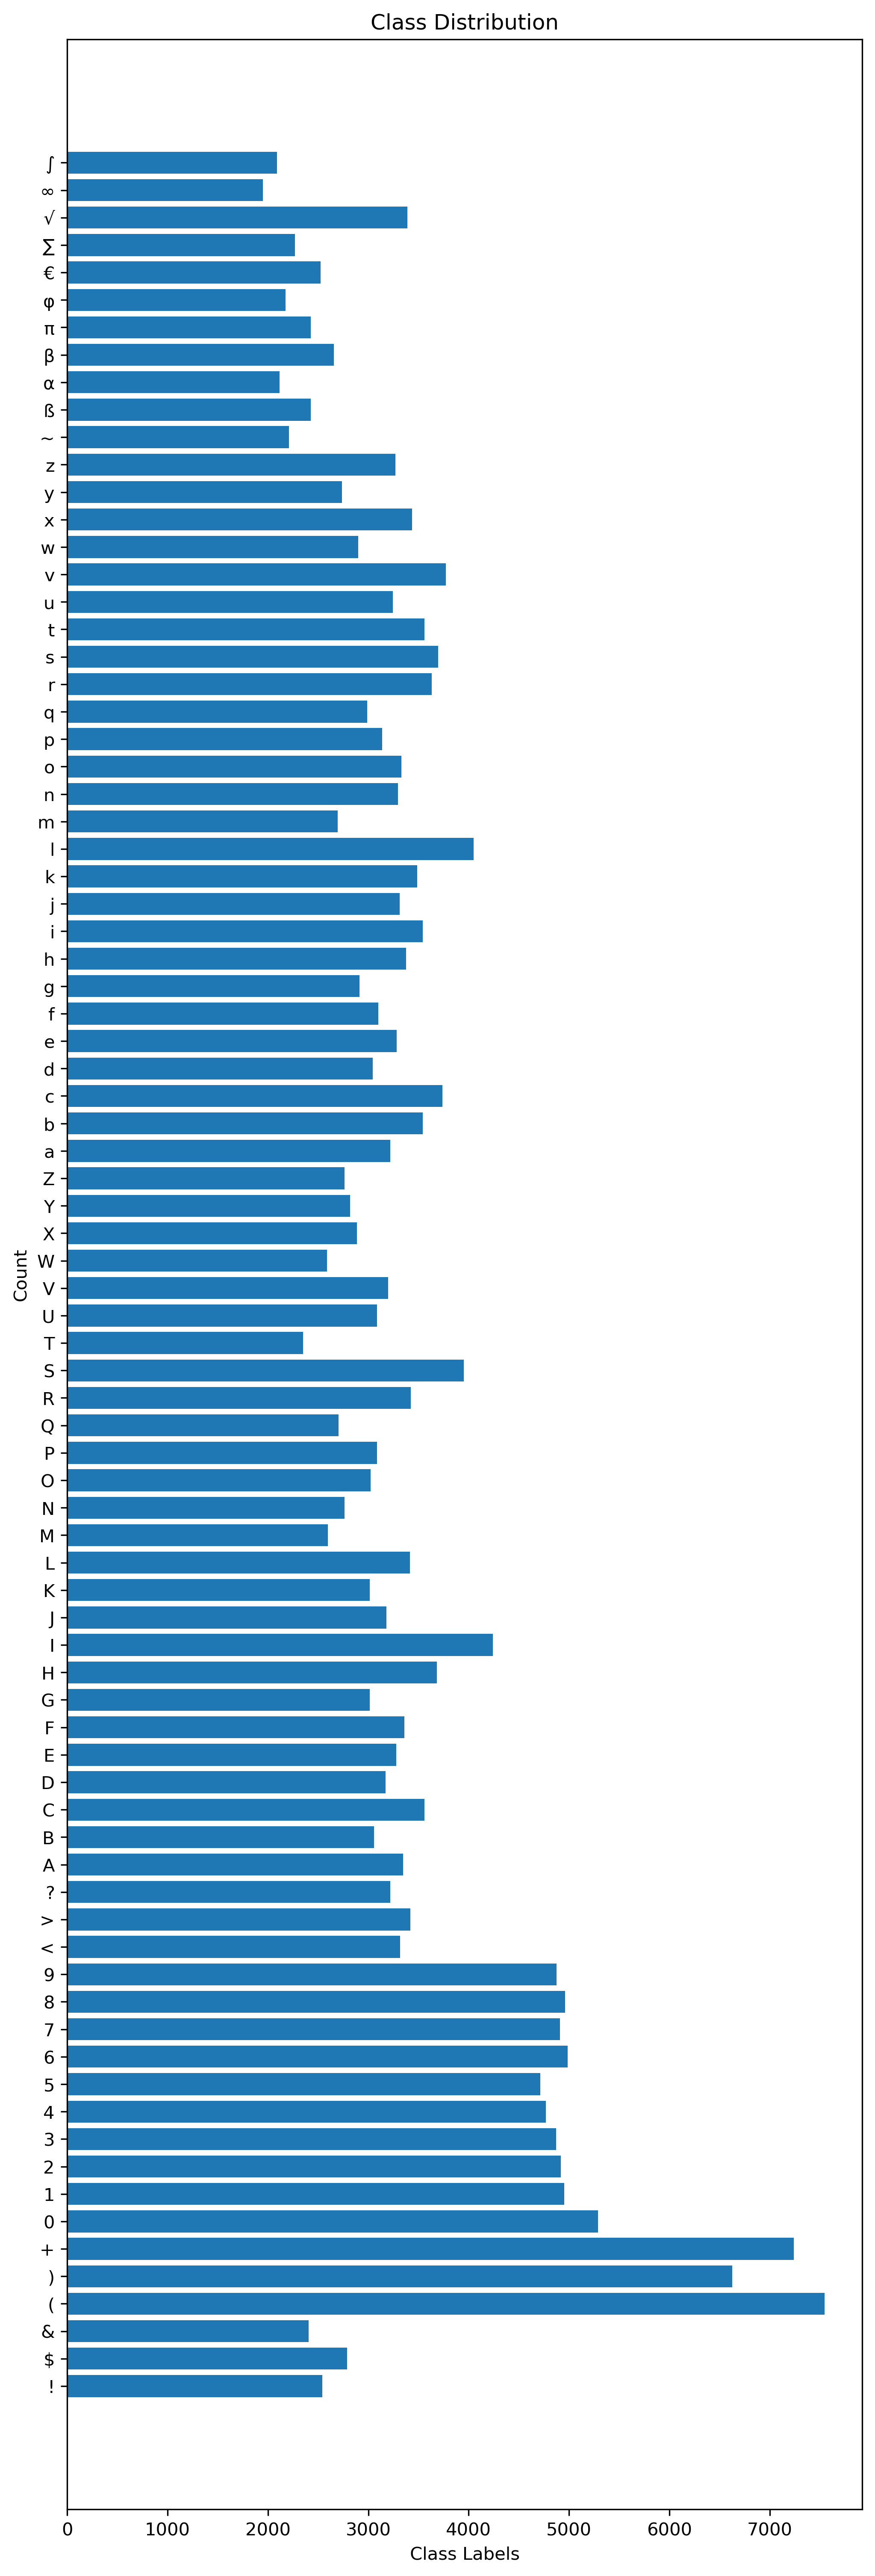 Class Distribution
∫
∞
√
∑
€
φ
π
β
α
ß
~
z
y
x
w
v
u
t
s
r
q
p
o
n
m
l
k
j
i
h
g
f
e
d
c
b
a
Z
Y
X
W
V
U
T
S
R
Q
P
O
N
M
L
K
J
I
H
G
F
E
D
C
B
A
?
>
<
9
8
7
6
5
4
3
2
1
0
+
)
(
&
$
!
Count
0 1000 2000 3000 4000 5000 6000 7000
Class Labels